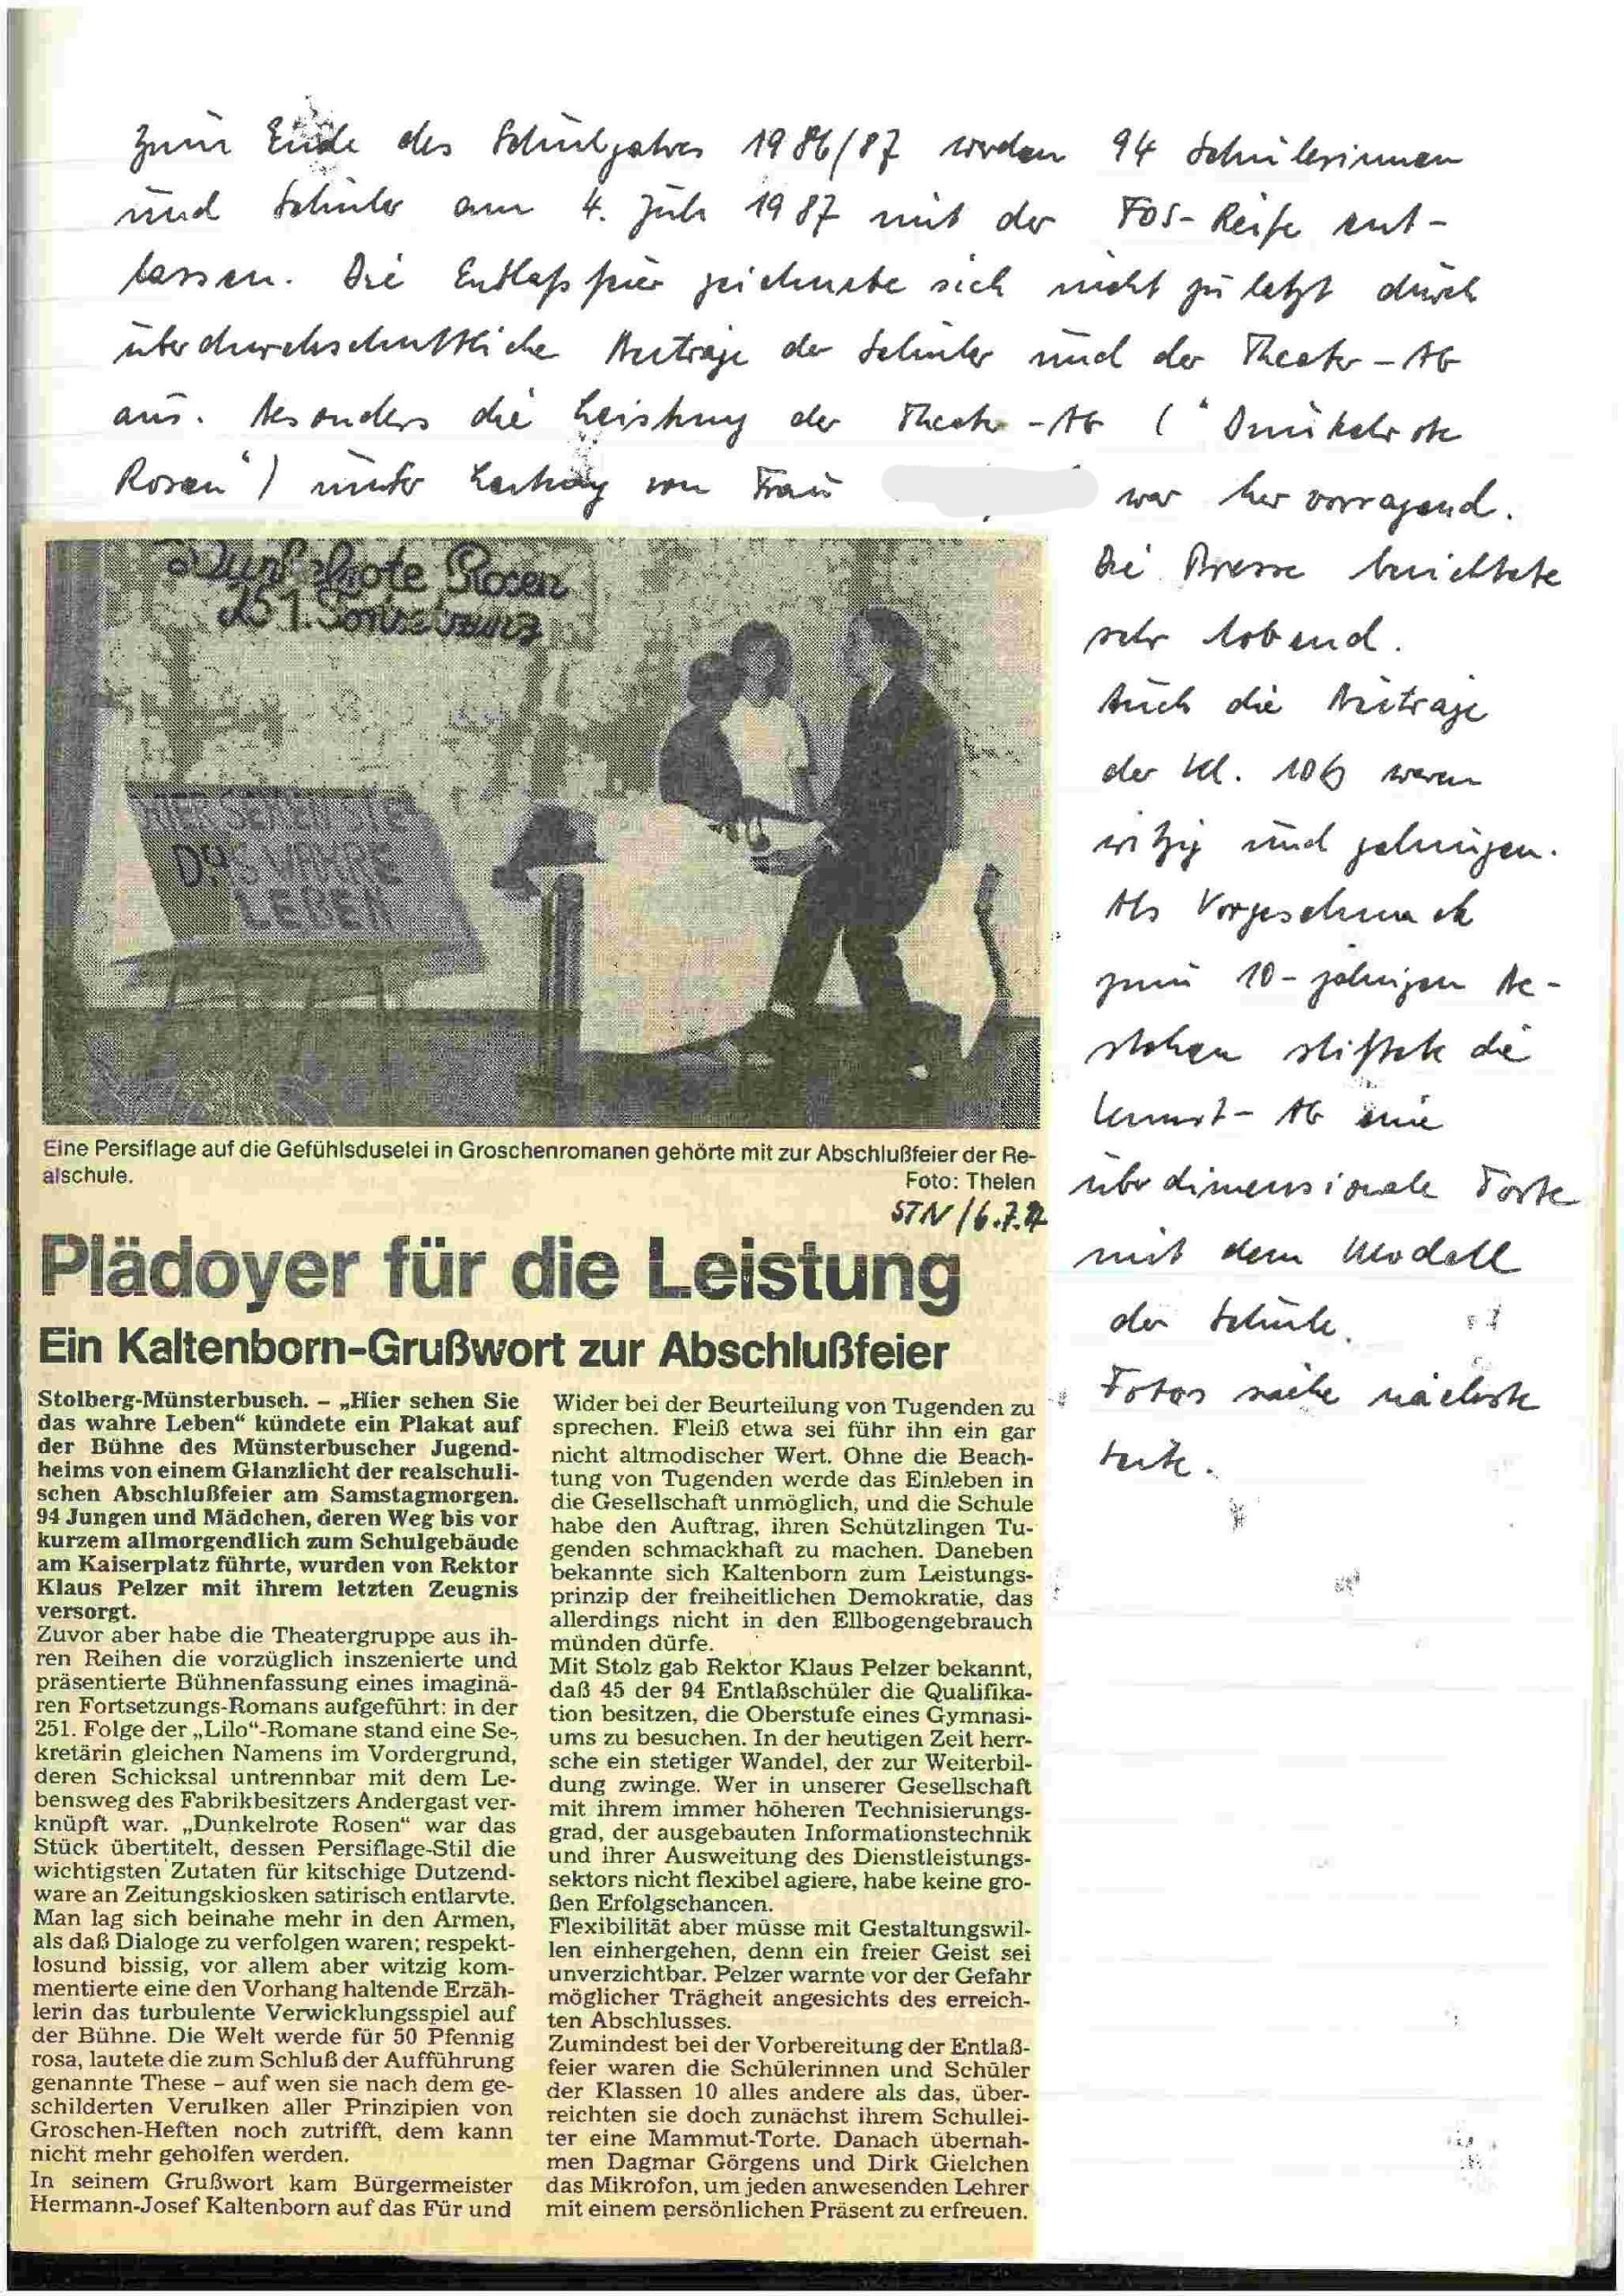 Zum Ende des Schuljahres 1986/87 werden 94 Schülerinnen
und Schüler am 4. Juli 1987 mit der FOS-Reife ent-
lassen. Die Entlaßfeier zeichnete sich nicht zuletzt durch
überdurchschnittliche Beiträge der Schüler und der Theater-AG
aus. Besonders die Leistung der Theater-AG ("Dunkelrote
Rosen") unter Leitung von Frau war hervorragend.
Die Presse berichtete
sehr lobend.
Auch die Beiträge
der Kl. 10b waren
witzig und gelungen.
Als Vorgeschmack
zum 10-jährigen Be-
stehen stiftete die
Kunst-AG eine
überdimensionale Torte
mit dem Modell
der Schule.
Fotos siehe nächste
Seite.
Dunkelrote Rosen
251. Fortsetzung
HIER SEHEN SIE
DAS WAHRE
LEBEN
Eine Persiflage auf die Gefühlsduselei in Groschenromanen gehörte mit zur Abschlußfeier der Re-
alschule. Foto: Thelen
STN/6.7.87
Plädoyer für die Leistung
Ein Kaltenborn-Grußwort zur Abschlußfeier
Stolberg-Münsterbusch. – „Hier sehen Sie
das wahre Leben“ kündete ein Plakat auf
der Bühne des Münsterbuscher Jugend-
heims von einem Glanzlicht der realschuli-
schen Abschlußfeier am Samstagmorgen.
94 Jungen und Mädchen, deren Weg bis vor
kurzem allmorgendlich zum Schulgebäude
am Kaiserplatz führte, wurden von Rektor
Klaus Pelzer mit ihrem letzten Zeugnis
versorgt.
Zuvor aber habe die Theatergruppe aus ih-
ren Reihen die vorzüglich inszenierte und
präsentierte Bühnenfassung eines imaginä-
ren Fortsetzungs-Romans aufgeführt: in der
251. Folge der „Lilo“-Romane stand eine Se-
kretärin gleichen Namens im Vordergrund,
deren Schicksal untrennbar mit dem Le-
bensweg des Fabrikbesitzers Andergast ver-
knüpft war. „Dunkelrote Rosen“ war das
Stück übertitelt, dessen Persiflage-Stil die
wichtigsten Zutaten für kitschige Dutzend-
ware an Zeitungskiosken satirisch entlarvte.
Man lag sich beinahe mehr in den Armen,
als daß Dialoge zu verfolgen waren; respekt-
losund bissig, vor allem aber witzig kom-
mentierte eine den Vorhang haltende Erzäh-
lerin das turbulente Verwicklungsspiel auf
der Bühne. Die Welt werde für 50 Pfennig
rosa, lautete die zum Schluß der Aufführung
genannte These – auf wen sie nach dem ge-
schilderten Verulken aller Prinzipien von
Groschen-Heften noch zutrifft, dem kann
nicht mehr geholfen werden.
In seinem Grußwort kam Bürgermeister
Hermann-Josef Kaltenborn auf das Für und
Wider bei der Beurteilung von Tugenden zu
sprechen. Fleiß etwa sei führ ihn ein gar
nicht altmodischer Wert. Ohne die Beach-
tung von Tugenden werde das Einleben in
die Gesellschaft unmöglich, und die Schule
habe den Auftrag, ihren Schützlingen Tu-
genden schmackhaft zu machen. Daneben
bekannte sich Kaltenborn zum Leistungs-
prinzip der freiheitlichen Demokratie, das
allerdings nicht in den Ellbogengebrauch
münden dürfe.
Mit Stolz gab Rektor Klaus Pelzer bekannt,
daß 45 der 94 Entlaßschüler die Qualifika-
tion besitzen, die Oberstufe eines Gymnasi-
ums zu besuchen. In der heutigen Zeit herr-
sche ein stetiger Wandel, der zur Weiterbil-
dung zwinge. Wer in unserer Gesellschaft
mit ihrem immer höheren Technisierungs-
grad, der ausgebauten Informationstechnik
und ihrer Ausweitung des Dienstleistungs-
sektors nicht flexibel agiere, habe keine gro-
ßen Erfolgschancen.
Flexibilität aber müsse mit Gestaltungswil-
len einhergehen, denn ein freier Geist sei
unverzichtbar. Pelzer warnte vor der Gefahr
möglicher Trägheit angesichts des erreich-
ten Abschlusses.
Zumindest bei der Vorbereitung der Entlaß-
feier waren die Schülerinnen und Schüler
der Klassen 10 alles andere als das, über-
reichten sie doch zunächst ihrem Schullei-
ter eine Mammut-Torte. Danach übernah-
men Dagmar Görgens und Dirk Gielchen
das Mikrofon, um jeden anwesenden Lehrer
mit einem persönlichen Präsent zu erfreuen.